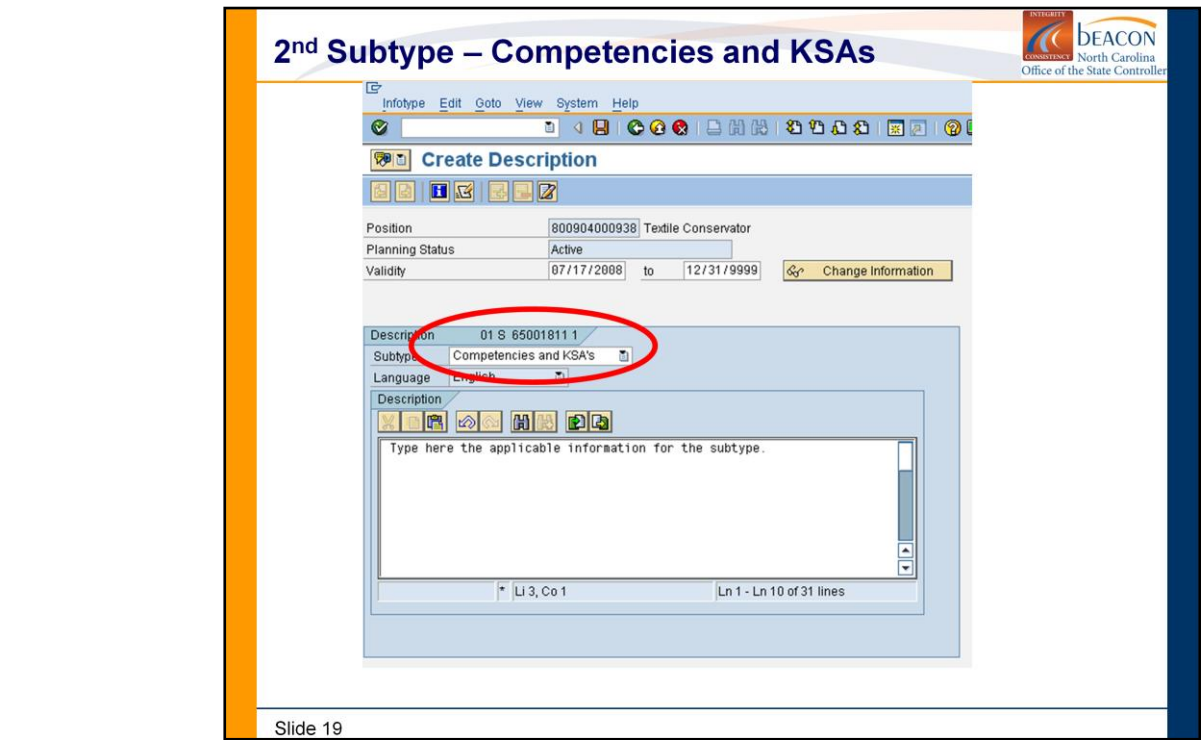 2nd Subtype – Competencies and KSAs
INTEGRITY
CONSISTENCY
bEACON
North Carolina
Office of the State Controller
Infotype Edit Goto View System Help
Create Description
Position 800904000938 Textile Conservator
Planning Status Active
Validity 07/17/2008 to 12/31/9999 Change Information
Description 01 S 65001811 1
Subtype Competencies and KSA's
Language English
Description
Type here the applicable information for the subtype.
* Li 3, Co 1 Ln 1 - Ln 10 of 31 lines
Slide 19